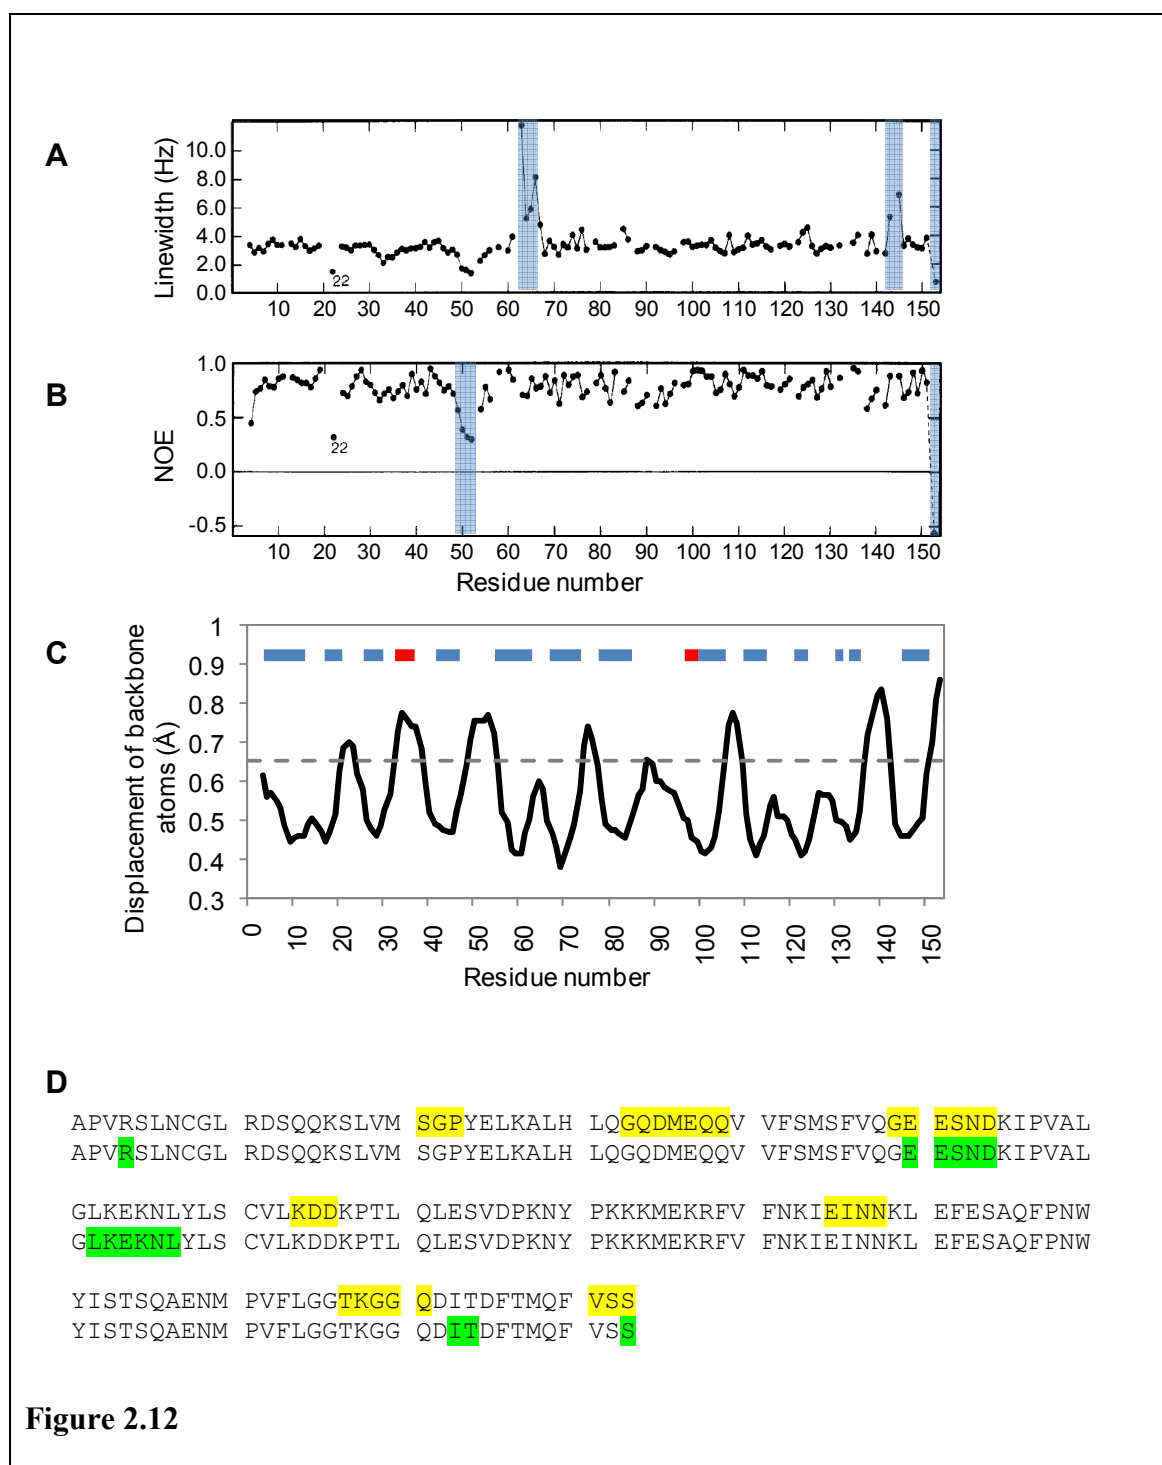 A
Linewidth (Hz)
10.0
8.0
6.0
4.0
2.0
0.0
22
10 20 30 40 50 60 70 80 90 100 110 120 130 140 150
B
NOE
1.0
0.5
0.0
-0.5
22
10 20 30 40 50 60 70 80 90 100 110 120 130 140 150
Residue number
C
Displacement of backbone
atoms (Å)
1
0.9
0.8
0.7
0.6
0.5
0.4
0.3
0 10 20 30 40 50 60 70 80 90 100 110 120 130 140 150
Residue number
D
APVRSLNCGL RDSQQKSLVM SGPYELKALH LQGQDMEQQV VFSMSFVQGE ESNDKIPVAL
APVRSLNCGL RDSQQKSLVM SGPYELKALH LQGQDMEQQV VFSMSFVQGE ESNDKIPVAL
GLKEKNLYLS CVLKDDKPTL QLESVDPKNY PKKKMEKRFV FNKIEINNKL EFESAQFPNW
GLKEKNLYLS CVLKDDKPTL QLESVDPKNY PKKKMEKRFV FNKIEINNKL EFESAQFPNW
YISTSQAENM PVFLGGTKGG QDITDFTMQF VSS
YISTSQAENM PVFLGGTKGG QDITDFTMQF VSS
Figure 2.12